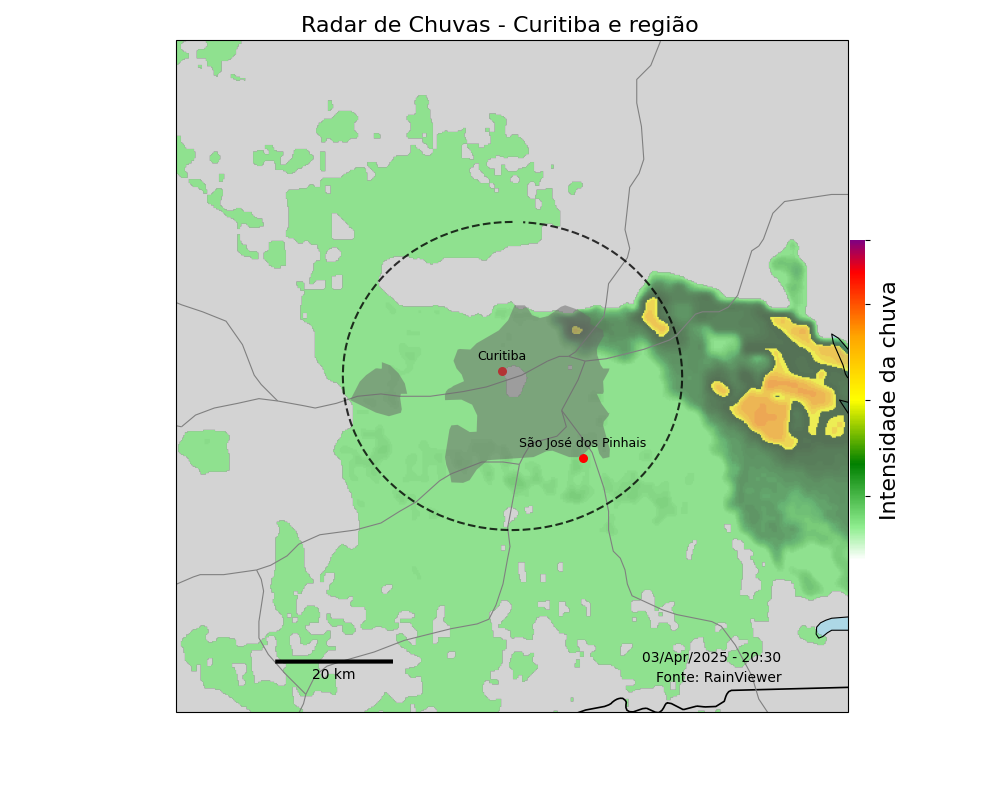 Radar de Chuvas - Curitiba e região
Curitiba
São José dos Pinhais
Intensidade da chuva
20 km
03/Apr/2025 - 20:30
Fonte: RainViewer